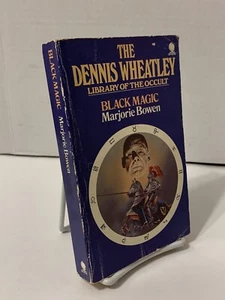 THE
DENNIS WHEATLEY
LIBRARY OF THE OCCULT
BLACK MAGIC
Marjorie Bowen
BLACK MAGIC Marjorie Bowen